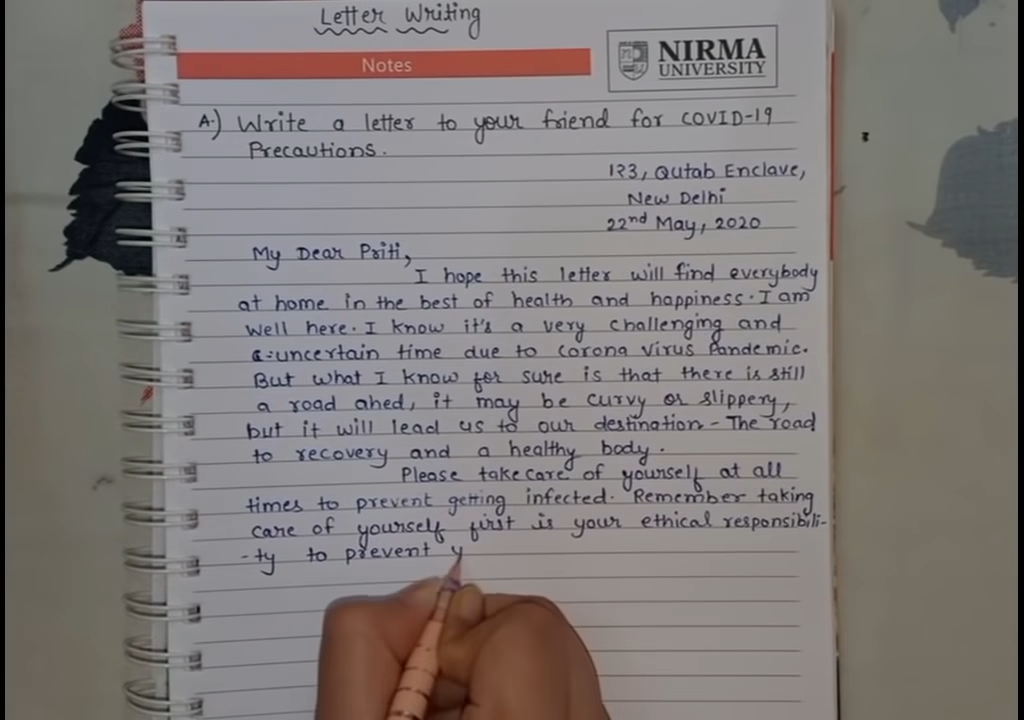 Letter Writing
Notes
NIRMA
UNIVERSITY
A.) Write a letter to your friend for COVID-19
Precautions.
123, Qutab Enclave,
New Delhi
22nd May, 2020
My Dear Priti,
I hope this letter will find everybody
at home in the best of health and happiness. I am
well here. I know it's a very challenging and
uncertain time due to corona virus Pandemic.
But what I know for sure is that there is still
a road ahed, it may be curvy or slippery,
but it will lead us to our destination - The road
to recovery and a healthy body.
Please take care of yourself at all
times to prevent getting infected. Remember taking
care of yourself first is your ethical responsibili-
-ty to prevent y